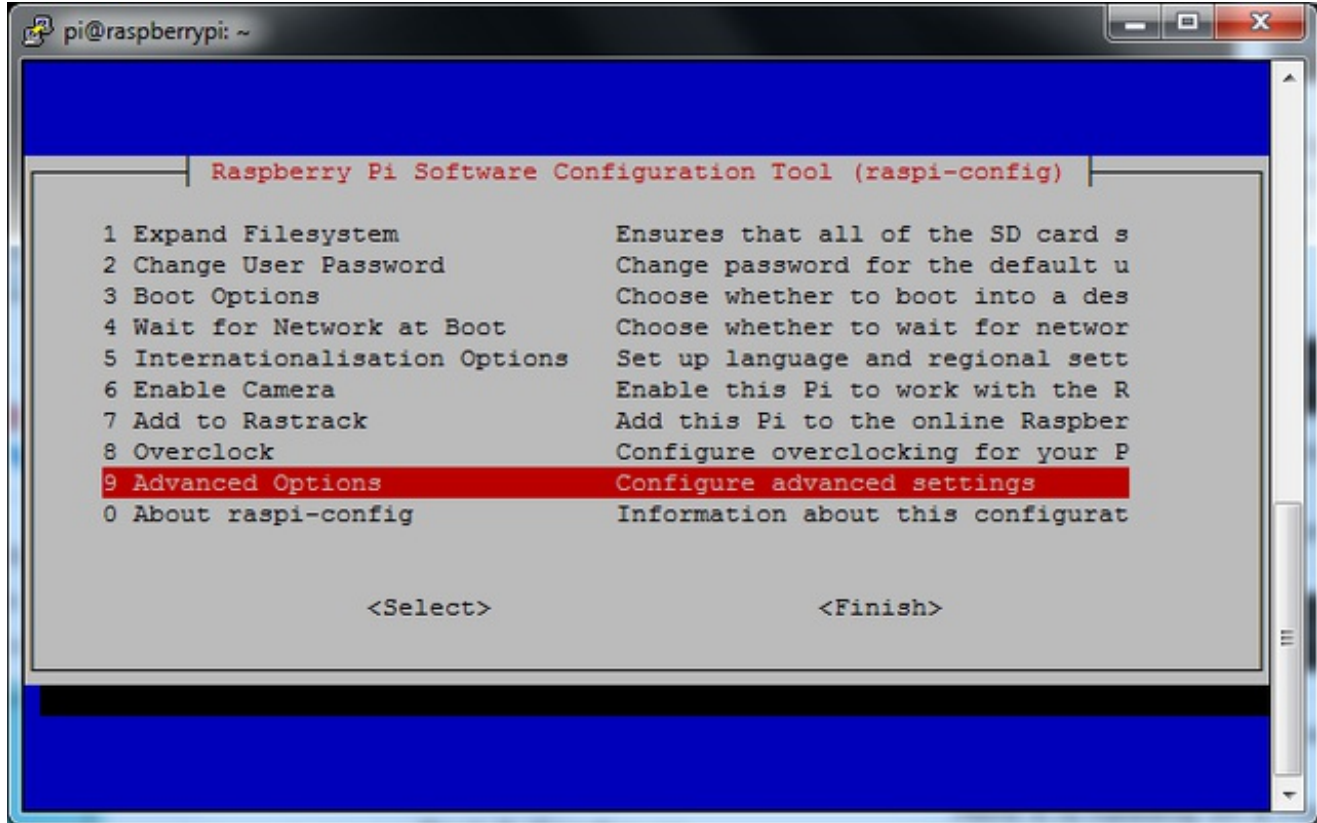 pi@raspberrypi: ~
Raspberry Pi Software Configuration Tool (raspi-config)
1 Expand Filesystem Ensures that all of the SD card s
2 Change User Password Change password for the default u
3 Boot Options Choose whether to boot into a des
4 Wait for Network at Boot Choose whether to wait for networ
5 Internationalisation Options Set up language and regional sett
6 Enable Camera Enable this Pi to work with the R
7 Add to Rastrack Add this Pi to the online Raspber
8 Overclock Configure overclocking for your P
9 Advanced Options Configure advanced settings
0 About raspi-config Information about this configurat
<Select> <Finish>